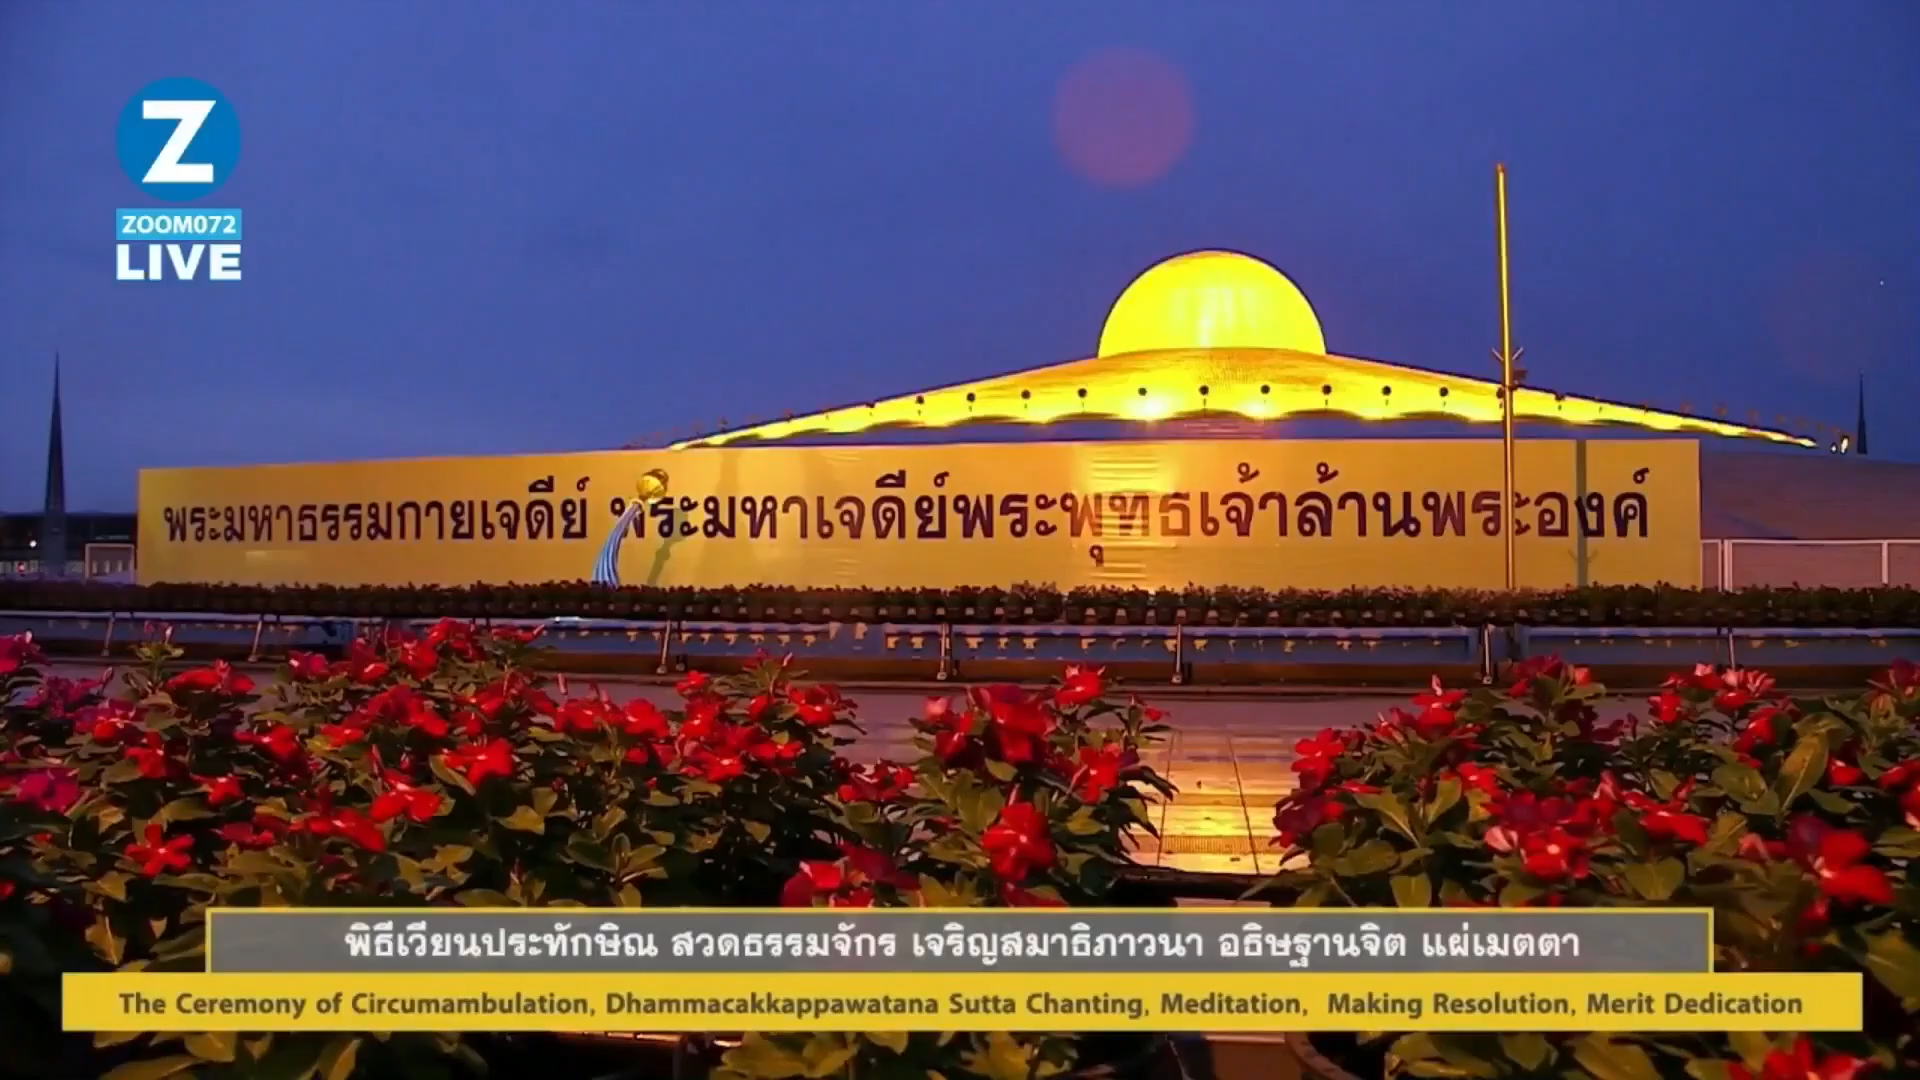 Z
ZOOM072
LIVE
พระมหาธรรมกายเจดีย์ พระมหาเจดีย์พระพุทธเจ้าล้านพระองค์
พิธีเวียนประทักษิณ สวดธรรมจักร เจริญสมาธิภาวนา อธิษฐานจิต แผ่เมตตา
The Ceremony of Circumambulation, Dhammacakkappawatana Sutta Chanting, Meditation, Making Resolution, Merit Dedication